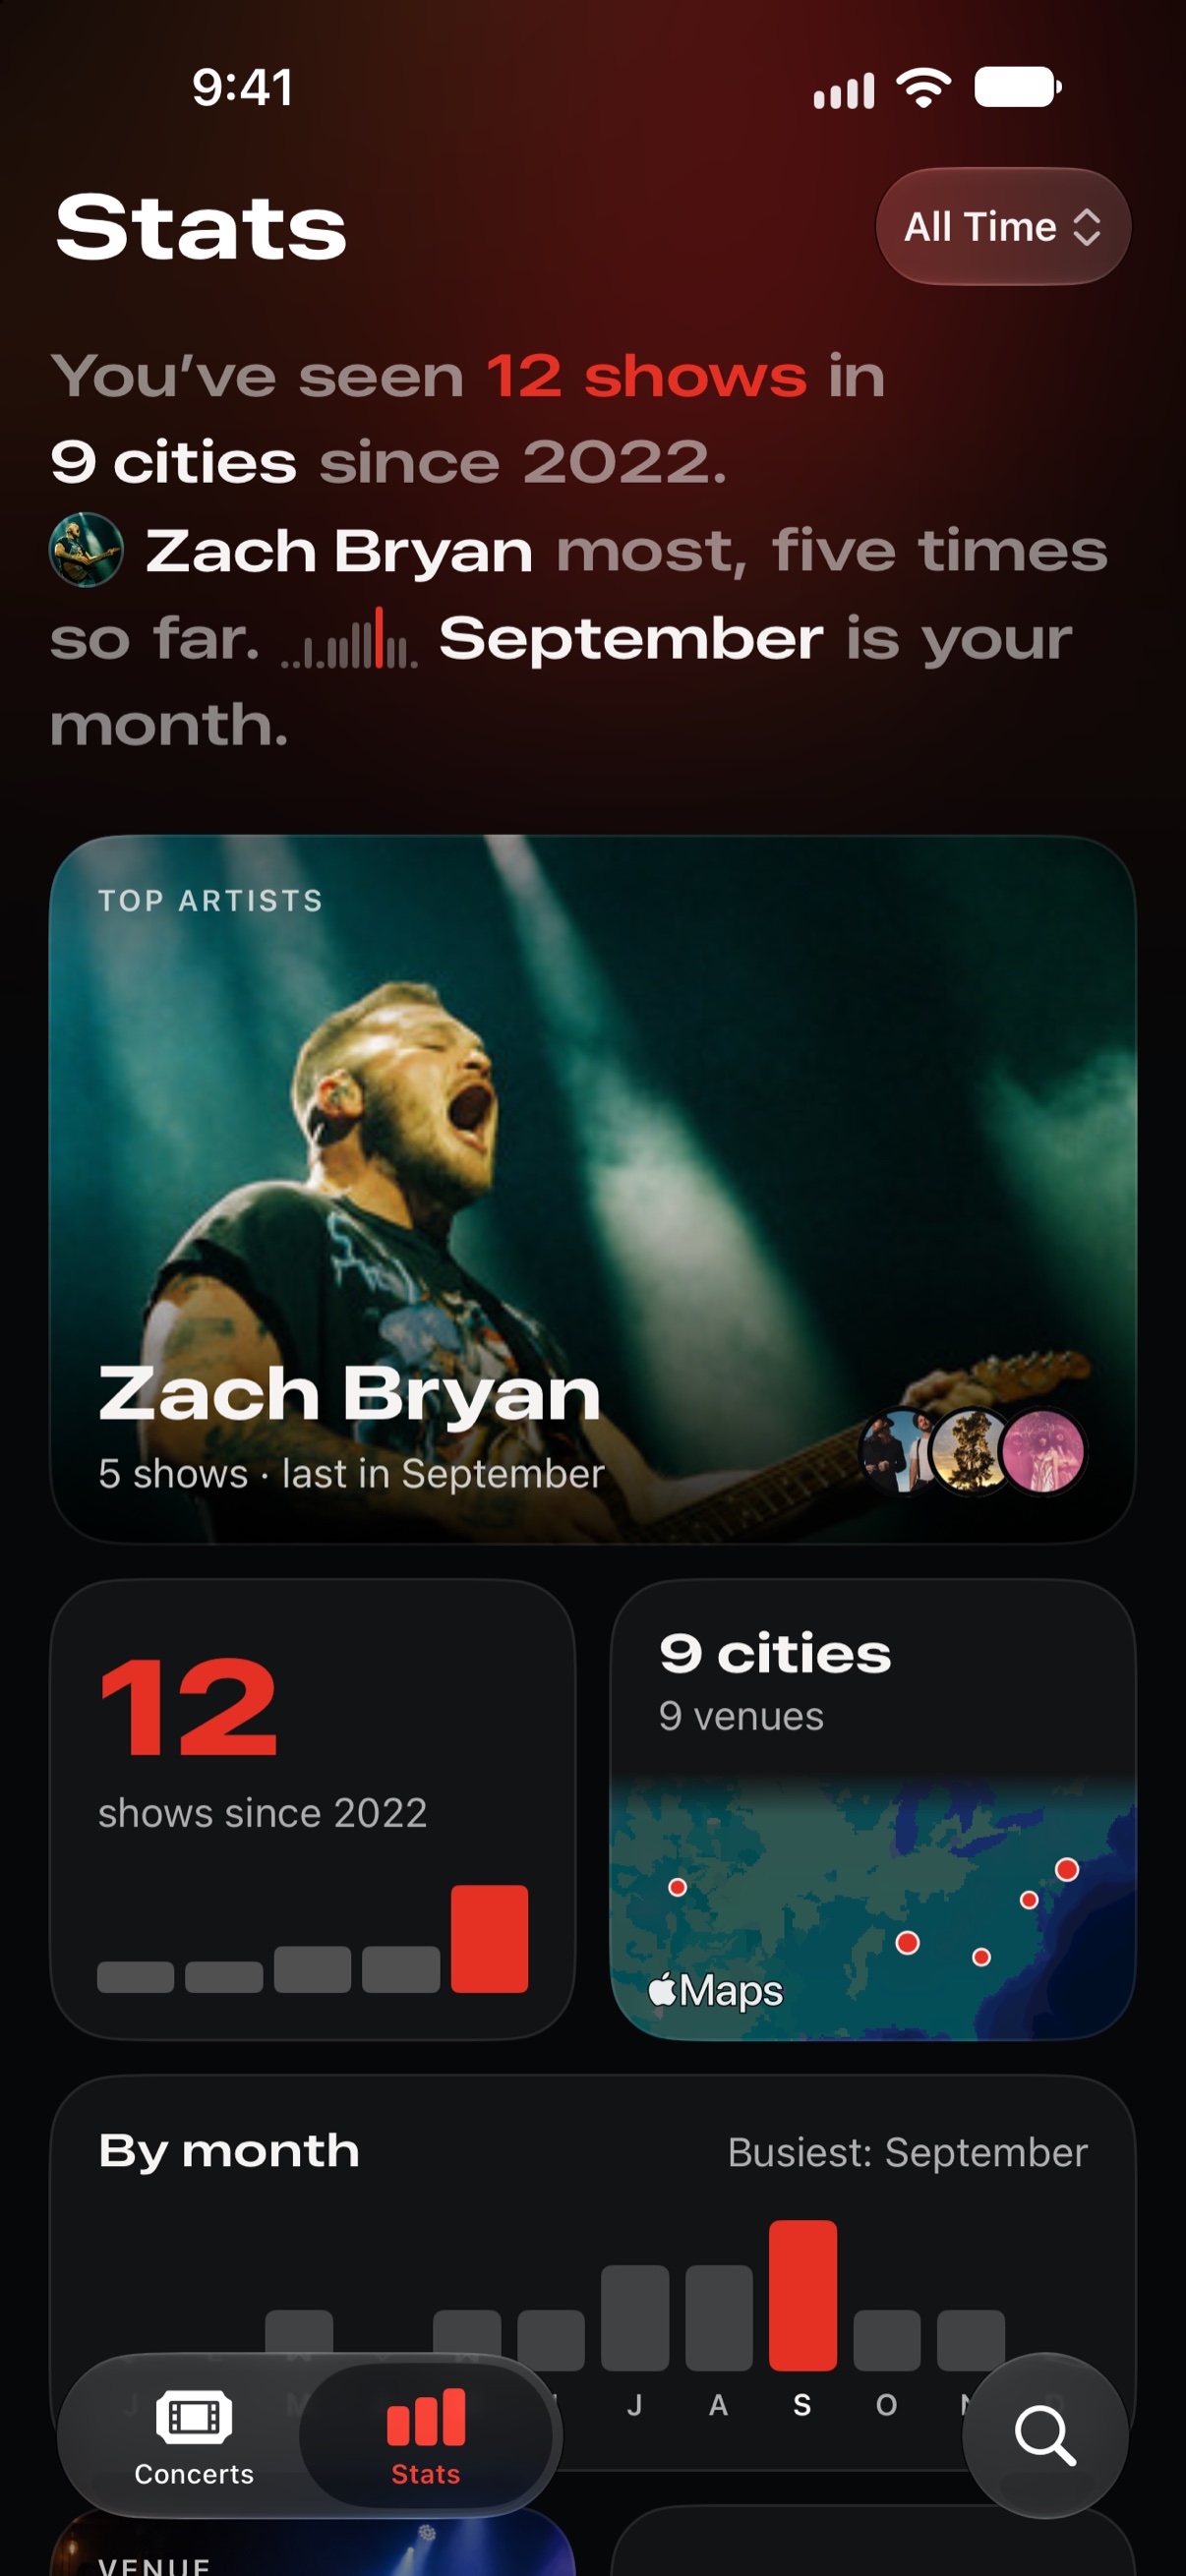 9:41
Stats
All Time
You’ve seen 12 shows in
9 cities since 2022.
Zach Bryan most, five times
so far. September is your
month.
TOP ARTISTS
Zach Bryan
5 shows · last in September
12
shows since 2022
9 cities
9 venues
Maps
By month
Busiest: September
J A S O N
Concerts
Stats
VENUE